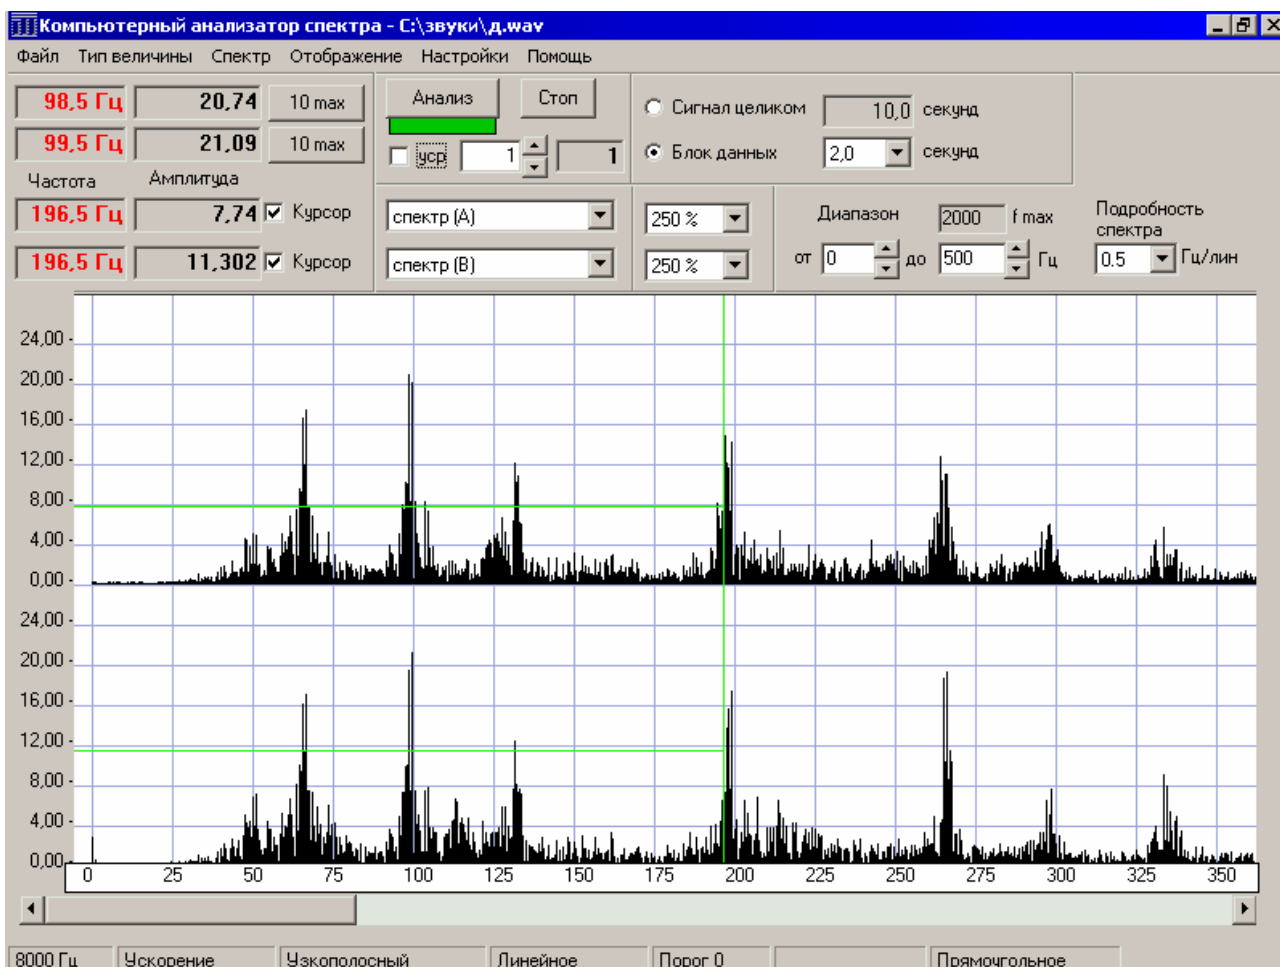 Компьютерный анализатор спектра - C:\звуки\д.wav
Файл Тип величины Спектр Отображение Настройки Помощь
98,5 Гц 20,74 10 max Анализ Стоп Сигнал целиком 10,0 секунд
99,5 Гц 21,09 10 max уср 1 1 Блок данных 2,0 секунд
Частота Амплитуда
196,5 Гц 7,74 Курсор спектр (A) 250 % Диапазон 2000 f max Подробность спектра
196,5 Гц 11,302 Курсор спектр (B) 250 % от 0 до 500 Гц 0.5 Гц/лин
24,00
20,00
16,00
12,00
8,00
4,00
0,00
24,00
20,00
16,00
12,00
8,00
4,00
0,00
0 25 50 75 100 125 150 175 200 225 250 275 300 325 350
8000 Гц Ускорение Узкополосный Линейное Порог 0 Прямоугольное